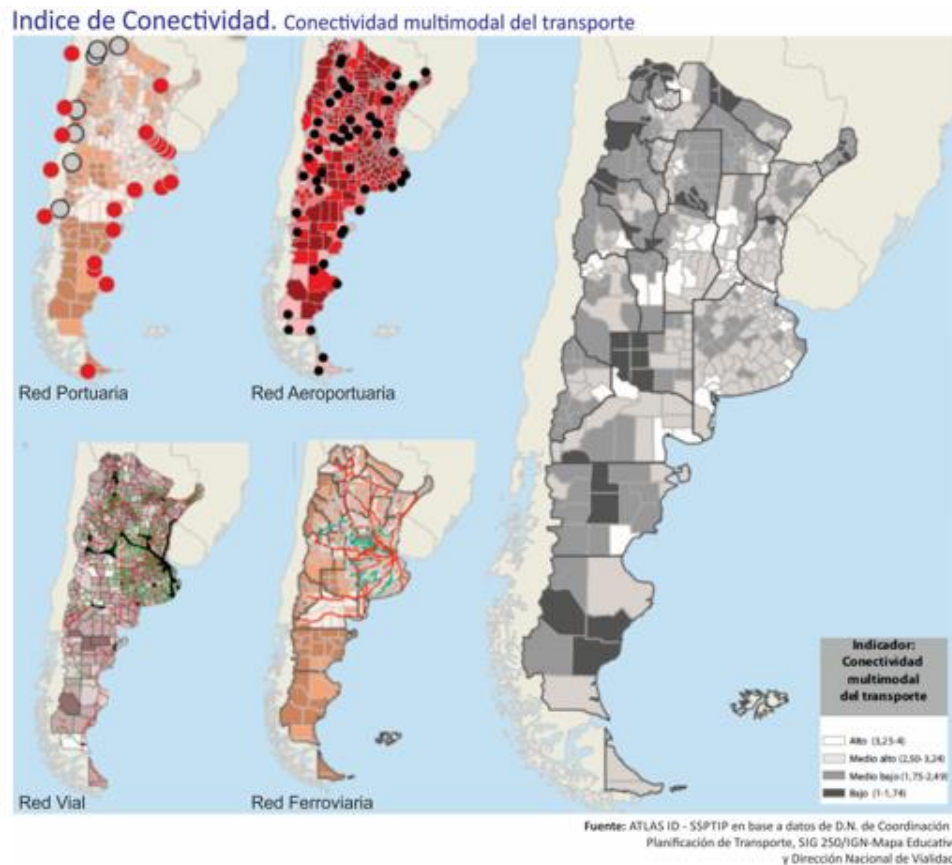 Indice de Conectividad. Conectividad multimodal del transporte
Red Portuaria
Red Aeroportuaria
Red Vial
Red Ferroviaria
Indicador:
Conectividad
multimodal
del transporte
Alto (3,25-4)
Medio alto (2,50-3,24)
Medio bajo (1,75-2,49)
Bajo (1-1,74)
Fuente: ATLAS ID - SSPTIP en base a datos de D.N. de Coordinación
Planificación de Transporte, SIG 250/IGN-Mapa Educativ
y Dirección Nacional de Vialidad